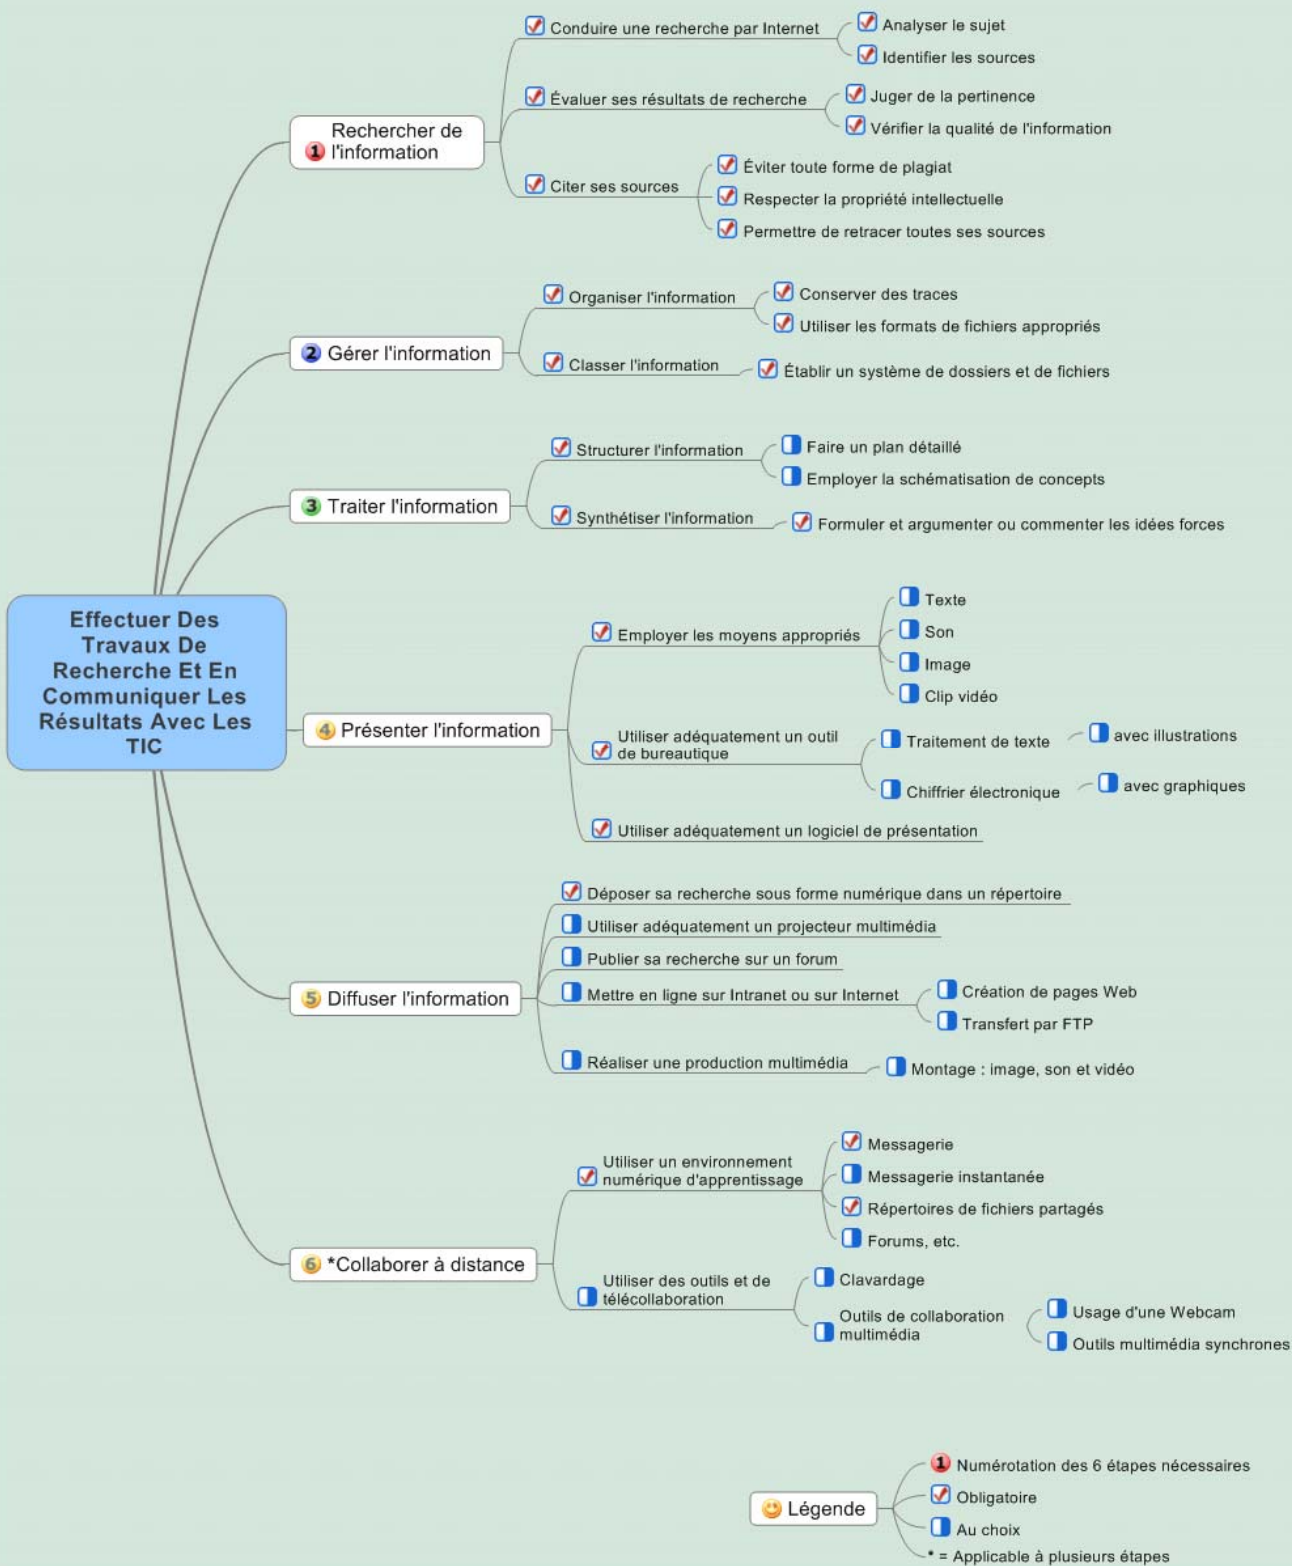 Effectuer Des
Travaux De
Recherche Et En
Communiquer Les
Résultats Avec Les
TIC
1 Rechercher de
l'information
Conduire une recherche par Internet
Analyser le sujet
Identifier les sources
Évaluer ses résultats de recherche
Juger de la pertinence
Vérifier la qualité de l'information
Citer ses sources
Éviter toute forme de plagiat
Respecter la propriété intellectuelle
Permettre de retracer toutes ses sources
2 Gérer l'information
Organiser l'information
Conserver des traces
Utiliser les formats de fichiers appropriés
Classer l'information
Établir un système de dossiers et de fichiers
3 Traiter l'information
Structurer l'information
Faire un plan détaillé
Employer la schématisation de concepts
Synthétiser l'information
Formuler et argumenter ou commenter les idées forces
4 Présenter l'information
Employer les moyens appropriés
Texte
Son
Image
Clip vidéo
Utiliser adéquatement un outil
de bureautique
Traitement de texte
avec illustrations
Chiffrier électronique
avec graphiques
Utiliser adéquatement un logiciel de présentation
5 Diffuser l'information
Déposer sa recherche sous forme numérique dans un répertoire
Utiliser adéquatement un projecteur multimédia
Publier sa recherche sur un forum
Mettre en ligne sur Intranet ou sur Internet
Création de pages Web
Transfert par FTP
Réaliser une production multimédia
Montage : image, son et vidéo
6 *Collaborer à distance
Utiliser un environnement
numérique d'apprentissage
Messagerie
Messagerie instantanée
Répertoires de fichiers partagés
Forums, etc.
Utiliser des outils et de
télécollaboration
Clavardage
Outils de collaboration
multimédia
Usage d'une Webcam
Outils multimédia synchrones
Légende
1 Numérotation des 6 étapes nécessaires
Obligatoire
Au choix
* = Applicable à plusieurs étapes